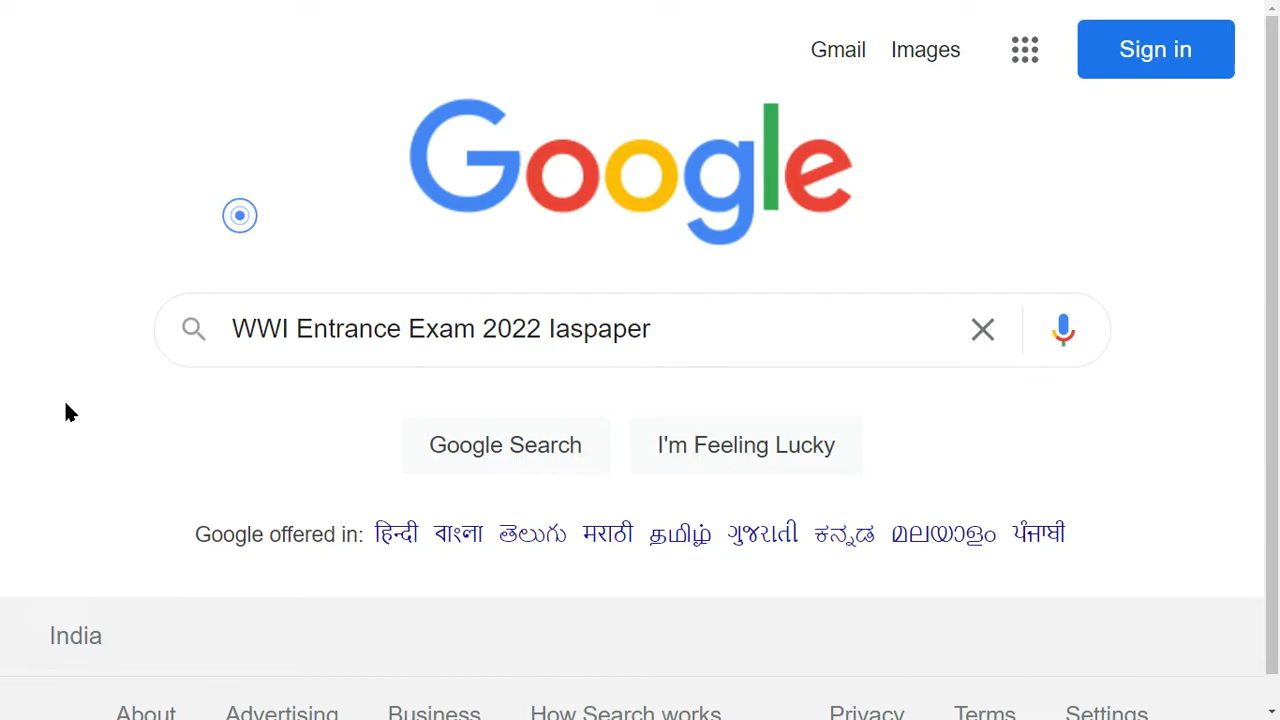 Gmail Images Sign in
Google
WWI Entrance Exam 2022 Iaspaper
Google Search I'm Feeling Lucky
Google offered in: हिन्दी বাংলা తెలుగు मराठी தமிழ் ગુજરાતી ಕನ್ನಡ മലയാളം ਪੰਜਾਬੀ
India
About Advertising Business How Search works Privacy Terms Settings